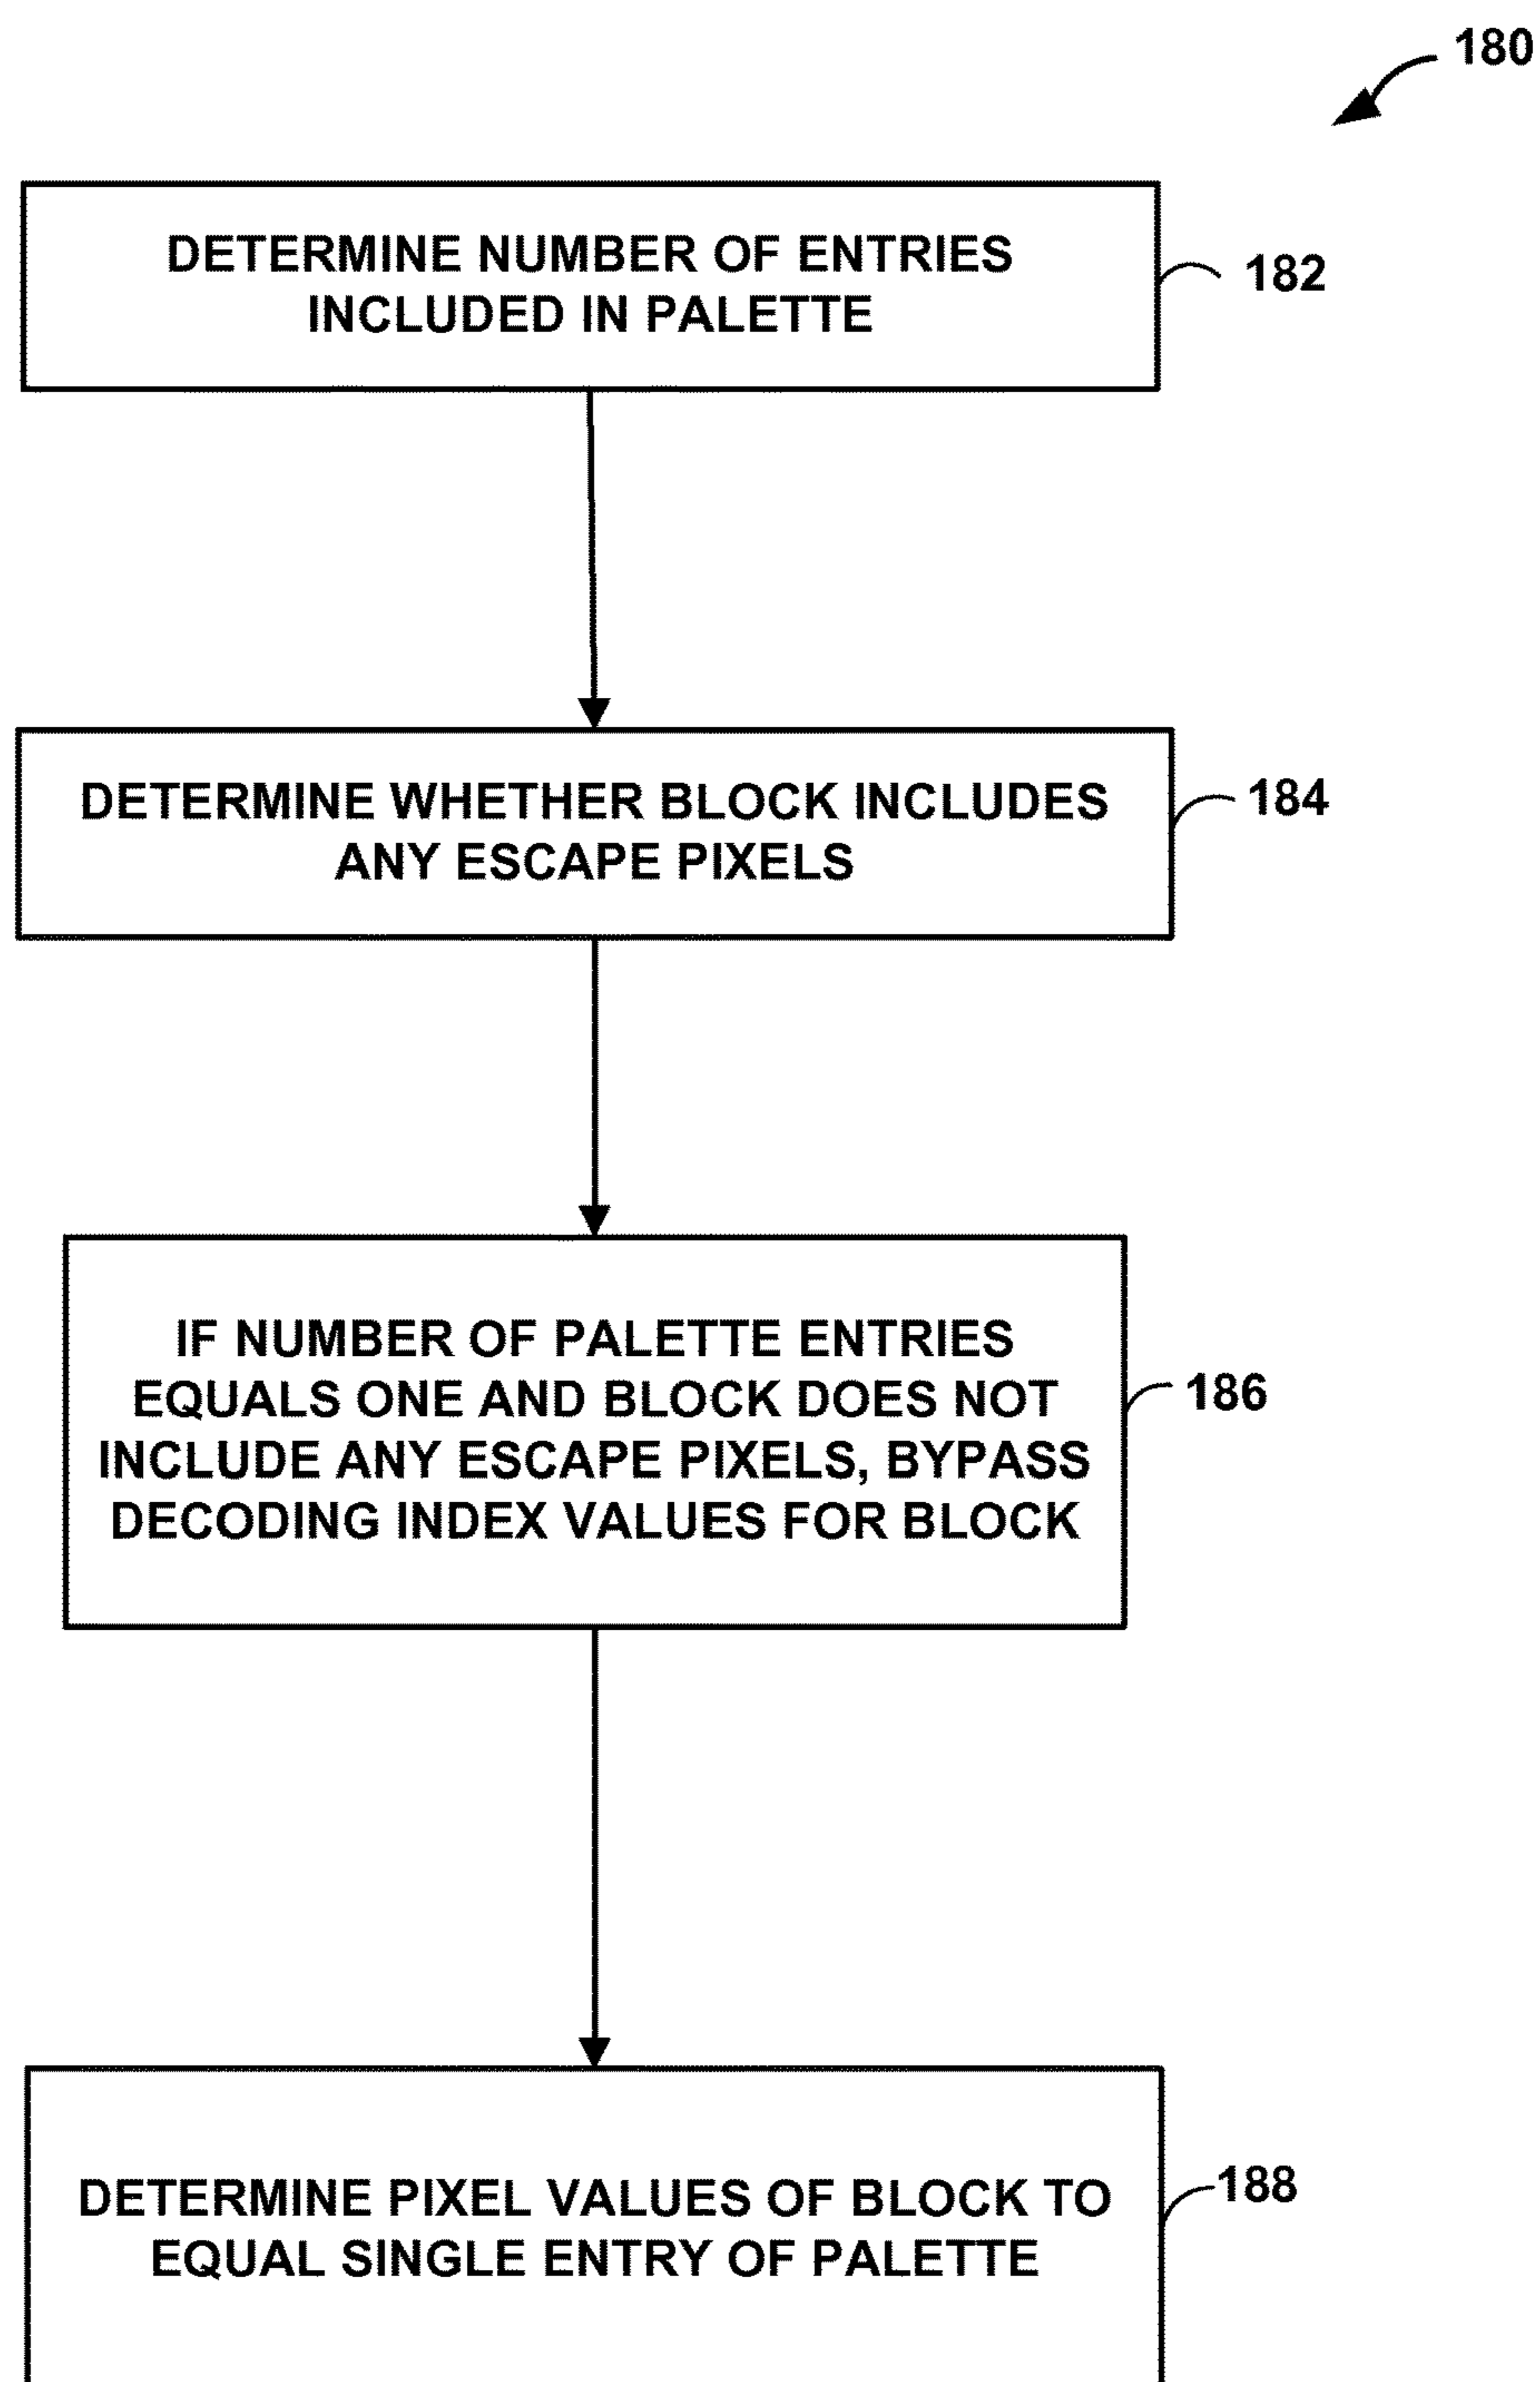 180
DETERMINE NUMBER OF ENTRIES
INCLUDED IN PALETTE
182
DETERMINE WHETHER BLOCK INCLUDES
ANY ESCAPE PIXELS
184
IF NUMBER OF PALETTE ENTRIES
EQUALS ONE AND BLOCK DOES NOT
INCLUDE ANY ESCAPE PIXELS, BYPASS
DECODING INDEX VALUES FOR BLOCK
186
DETERMINE PIXEL VALUES OF BLOCK TO
EQUAL SINGLE ENTRY OF PALETTE
188